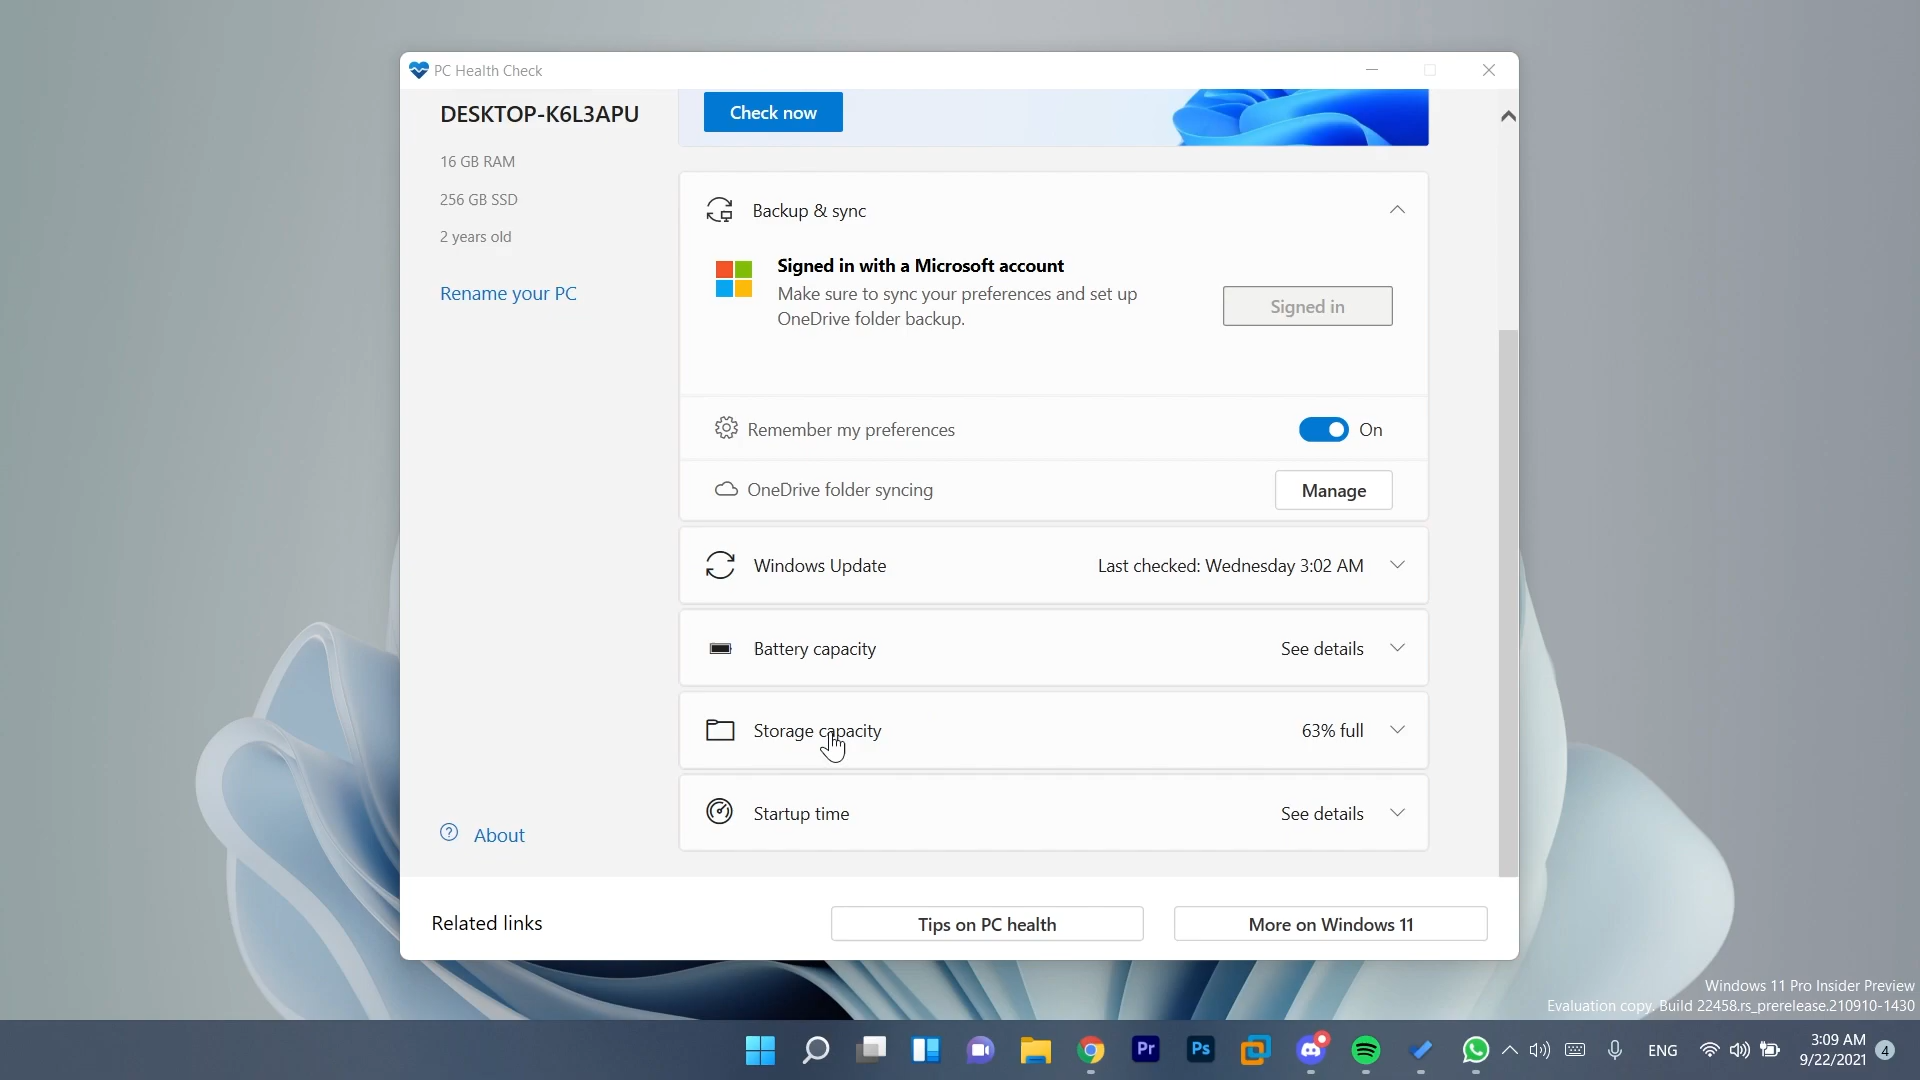 PC Health Check
DESKTOP-K6L3APU
16 GB RAM
256 GB SSD
2 years old
Rename your PC
About
Check now
Backup & sync
Signed in with a Microsoft account
Make sure to sync your preferences and set up
OneDrive folder backup.
Signed in
Remember my preferences
On
OneDrive folder syncing
Manage
Windows Update
Last checked: Wednesday 3:02 AM
Battery capacity
See details
Storage capacity
63% full
Startup time
See details
Related links
Tips on PC health
More on Windows 11
Windows 11 Pro Insider Preview
Evaluation copy. Build 22458.rs_prerelease.210910-1430
Pr
Ps
ENG
3:09 AM
9/22/2021
4